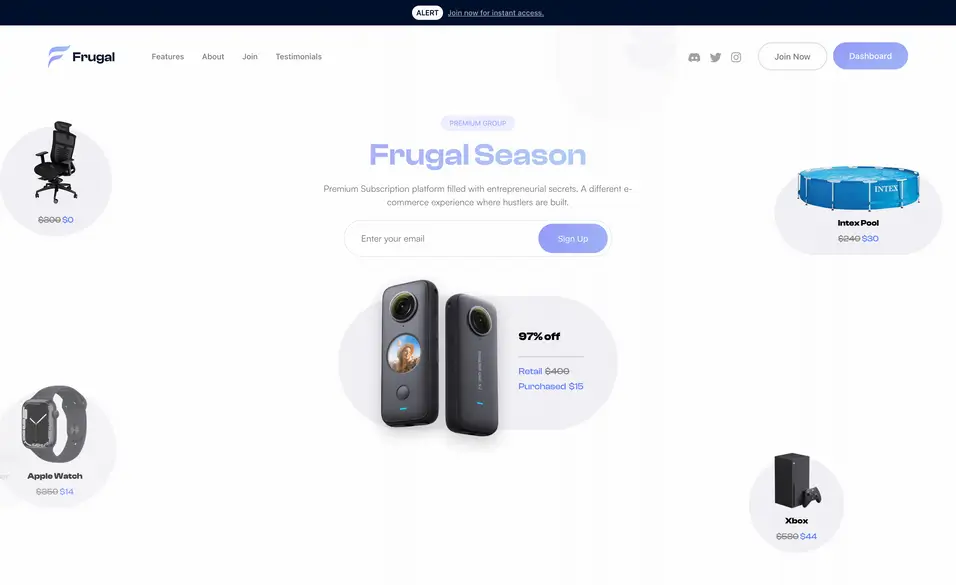 ALERT Join now for instant access.
Frugal
Features About Join Testimonials
Join Now
Dashboard
PREMIUM GROUP
Frugal Season
Premium Subscription platform filled with entrepreneurial secrets. A different e-
commerce experience where hustlers are built.
Enter your email
Sign Up
$300 $0
INTEX
Intex Pool
$240 $30
97% off
Retail $400
Purchased $15
Apple Watch
$350 $14
Xbox
$580 $44